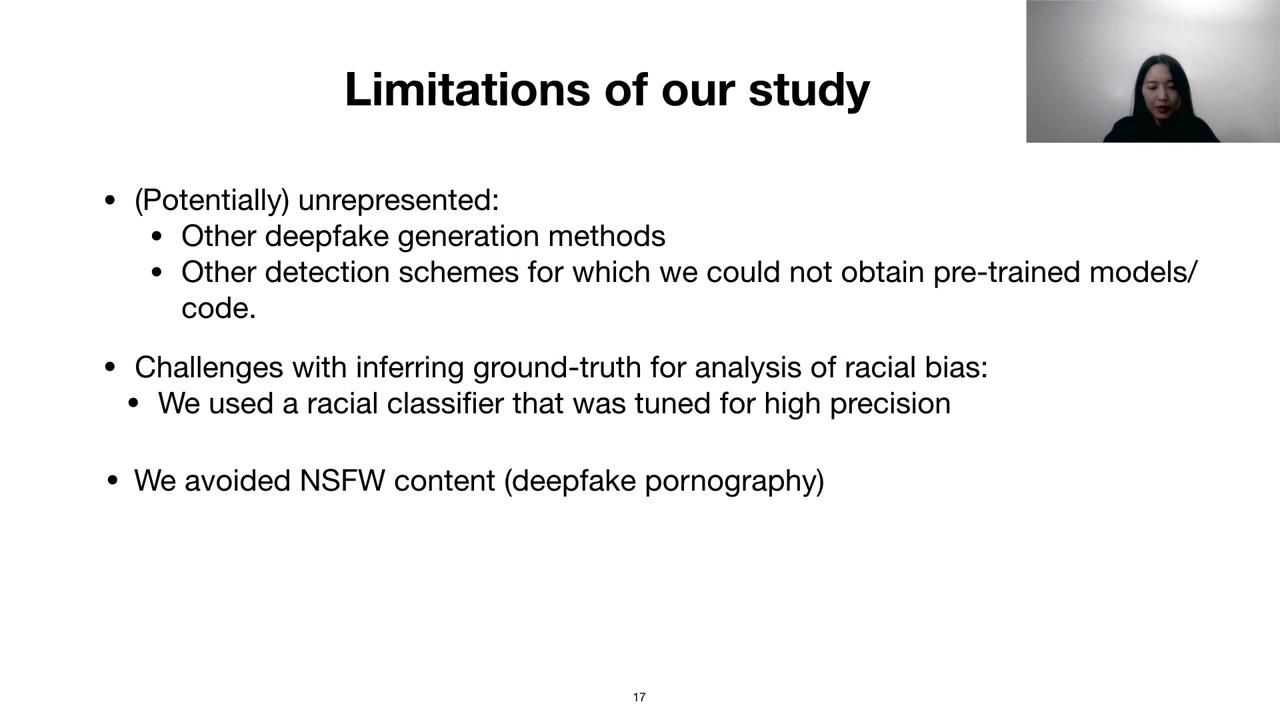 Limitations of our study
• (Potentially) unrepresented:
• Other deepfake generation methods
• Other detection schemes for which we could not obtain pre-trained models/
code.
• Challenges with inferring ground-truth for analysis of racial bias:
• We used a racial classifier that was tuned for high precision
• We avoided NSFW content (deepfake pornography)
17